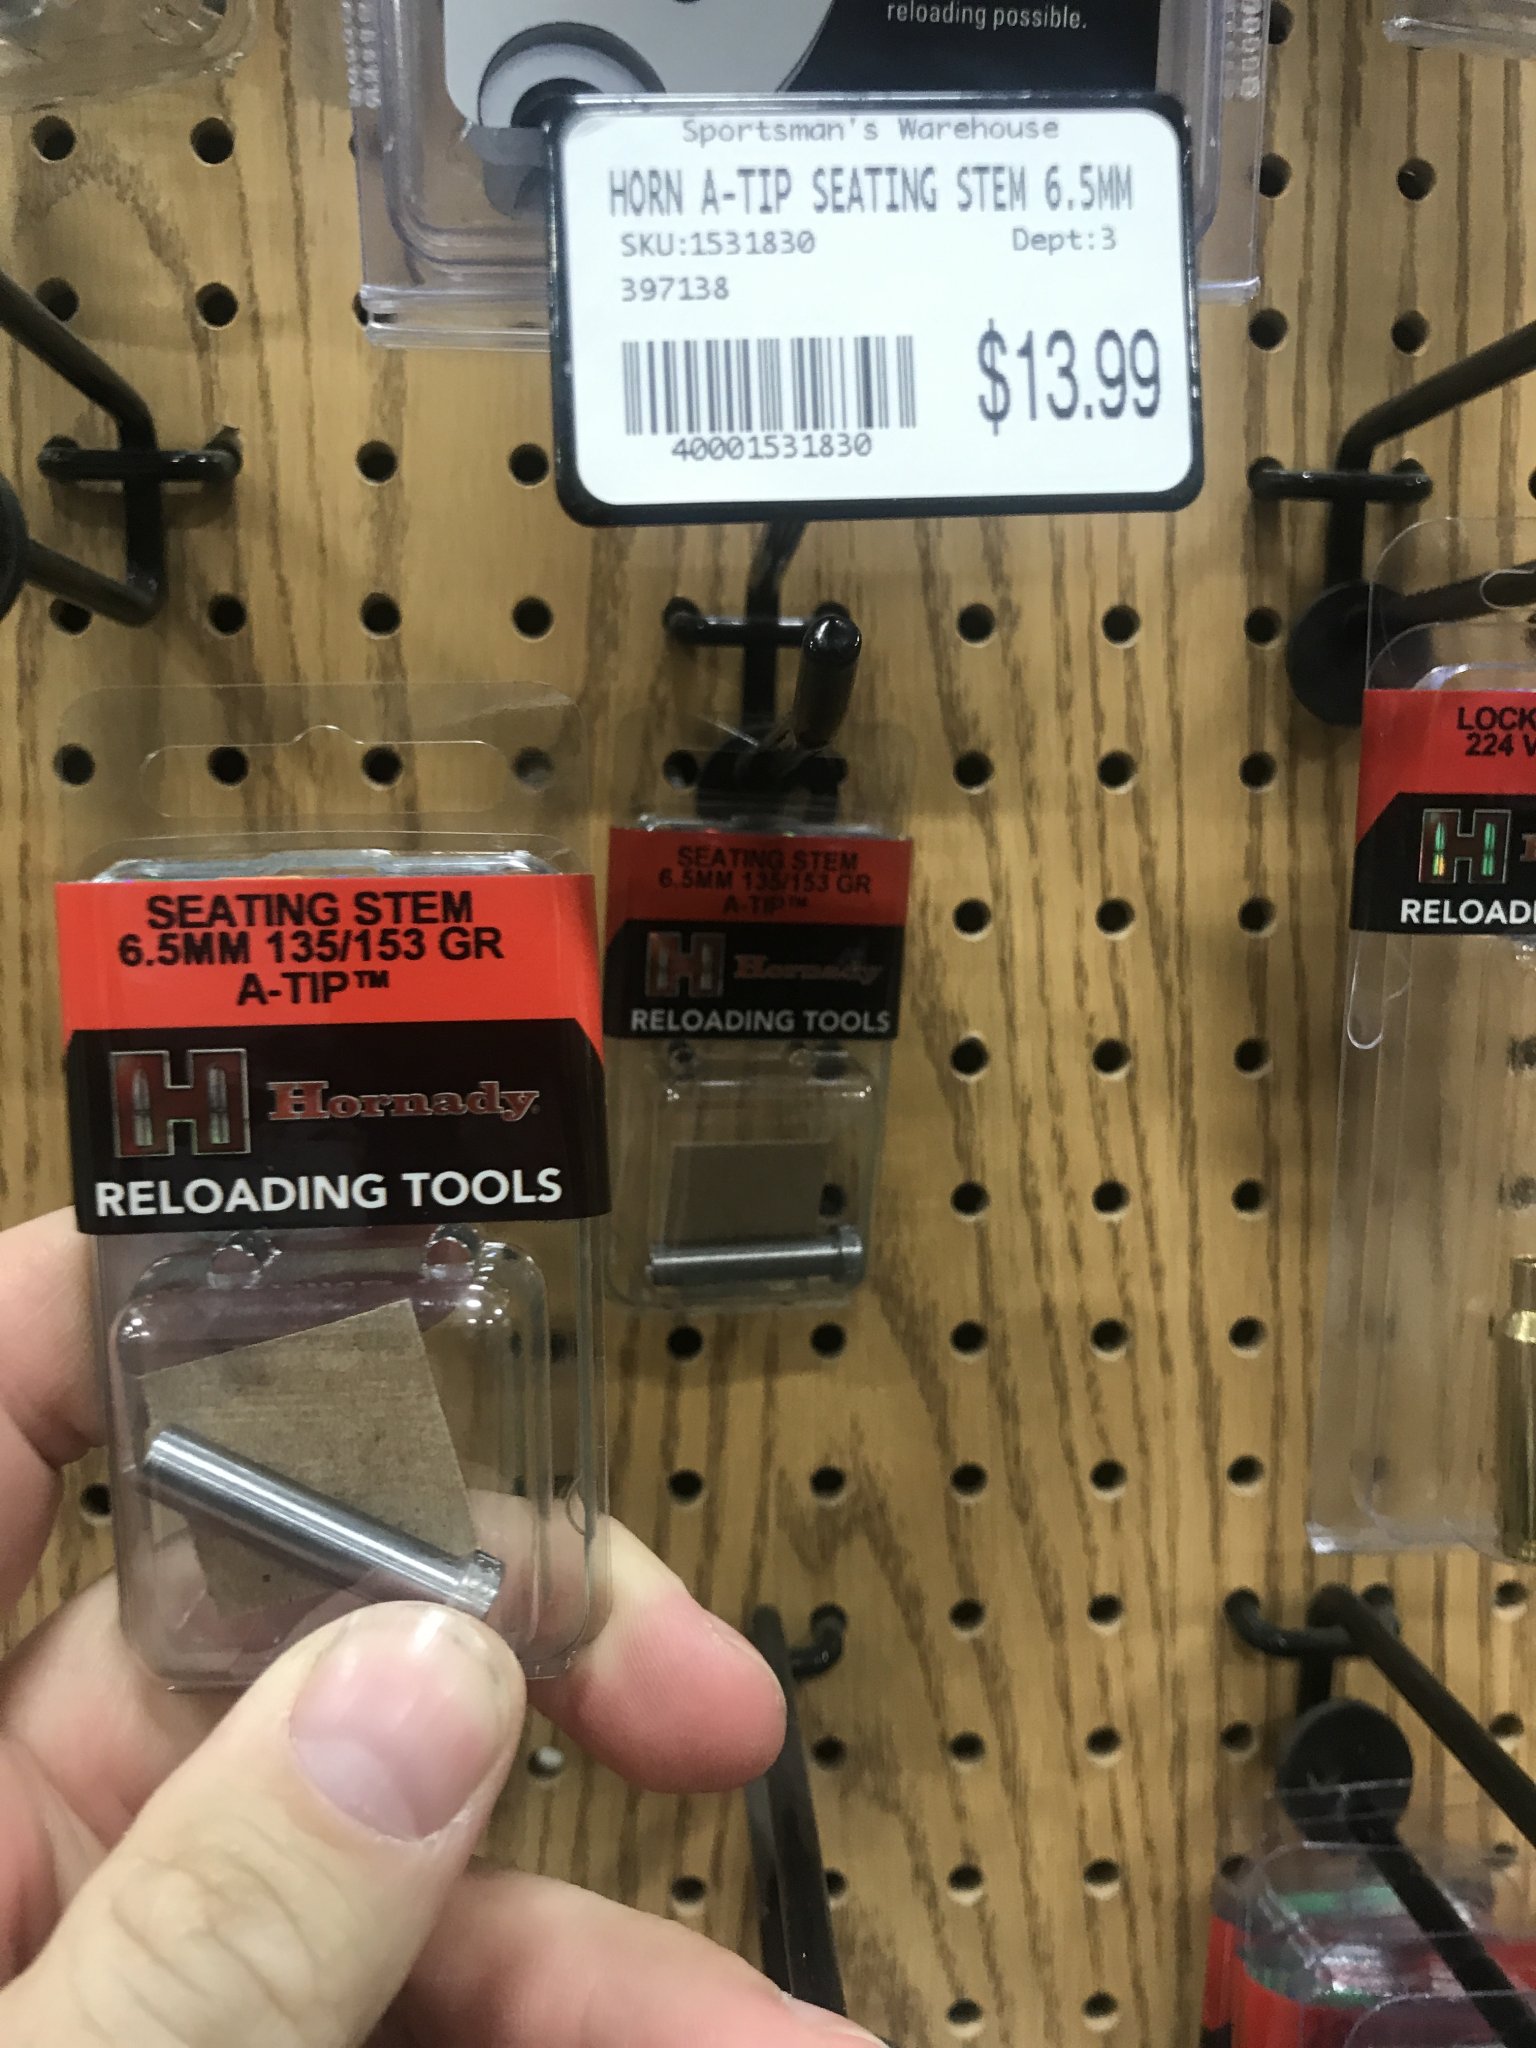 reloading possible.
Sportsman's Warehouse
HORN A-TIP SEATING STEM 6.5MM
SKU:1531830 Dept:3
397138
$13.99
40001531830
SEATING STEM
6.5MM 135/153 GR
A-TIP™
H Hornady
RELOADING TOOLS
SEATING STEM
6.5MM 135/153 GR
A-TIP™
H Hornady
RELOADING TOOLS
LOCK
224 V
H
RELOADI